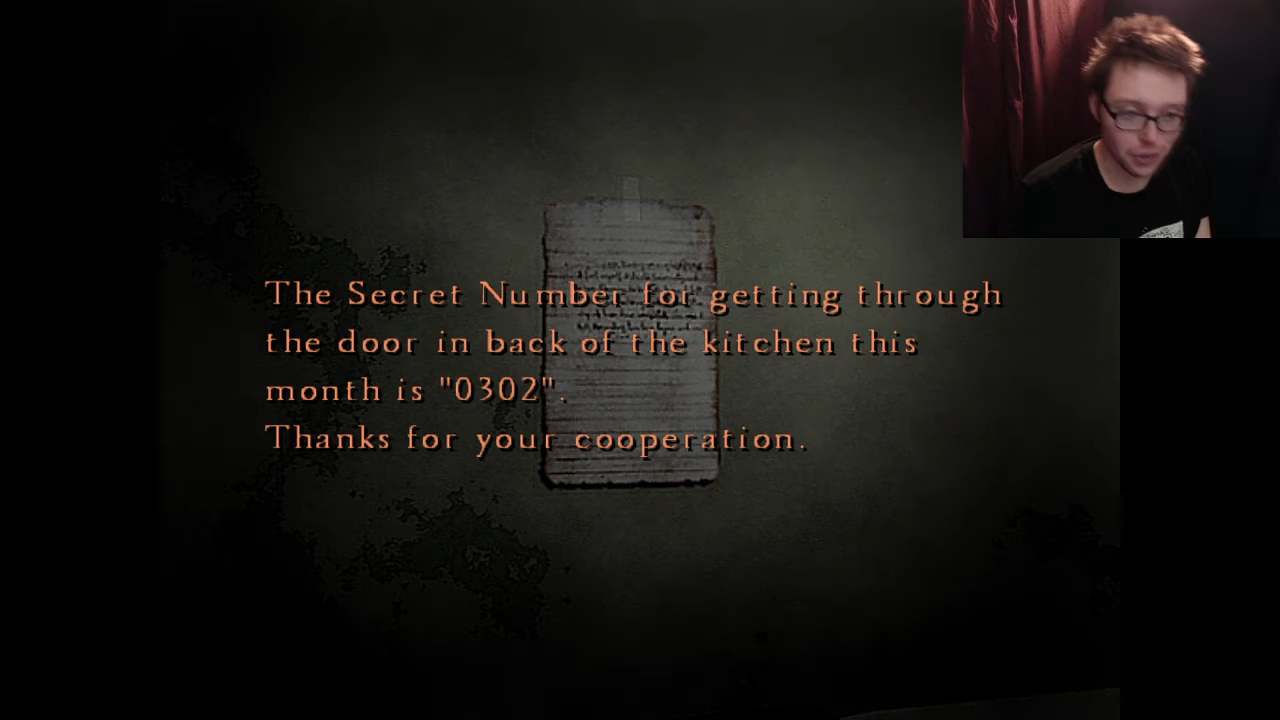 The Secret Number for getting through
the door in back of the kitchen this
month is "0302".
Thanks for your cooperation.